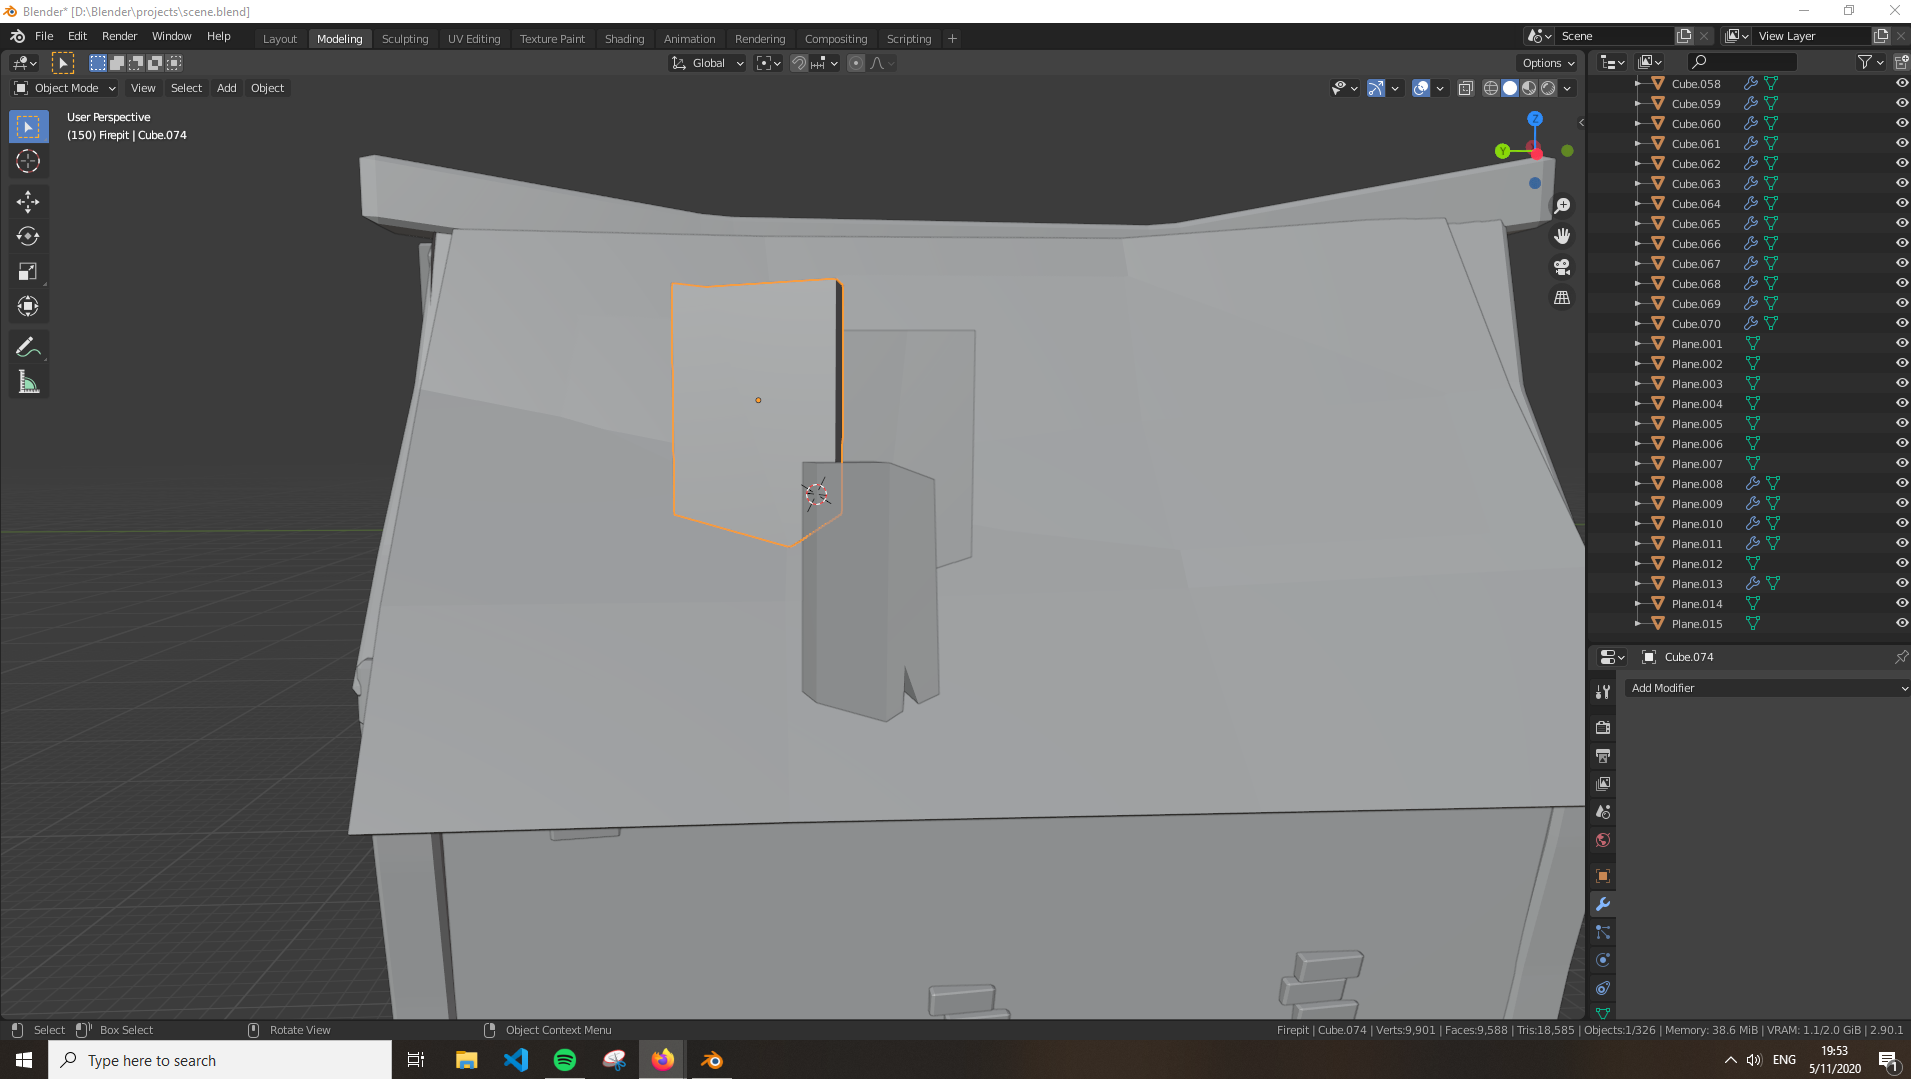 Blender* [D:\Blender\projects\scene.blend]
File Edit Render Window Help
Layout Modeling Sculpting UV Editing Texture Paint Shading Animation Rendering Compositing Scripting
Scene View Layer
Global Options
Object Mode View Select Add Object
User Perspective
(150) Firepit | Cube.074
Z
Y
Cube.058
Cube.059
Cube.060
Cube.061
Cube.062
Cube.063
Cube.064
Cube.065
Cube.066
Cube.067
Cube.068
Cube.069
Cube.070
Plane.001
Plane.002
Plane.003
Plane.004
Plane.005
Plane.006
Plane.007
Plane.008
Plane.009
Plane.010
Plane.011
Plane.012
Plane.013
Plane.014
Plane.015
Cube.074
Add Modifier
Select Box Select Rotate View Object Context Menu
Firepit | Cube.074 | Verts:9,901 | Faces:9,588 | Tris:18,585 | Objects:1/326 | Memory: 38.6 MiB | VRAM: 1.1/2.0 GiB | 2.90.1
Type here to search
ENG
19:53
5/11/2020
1